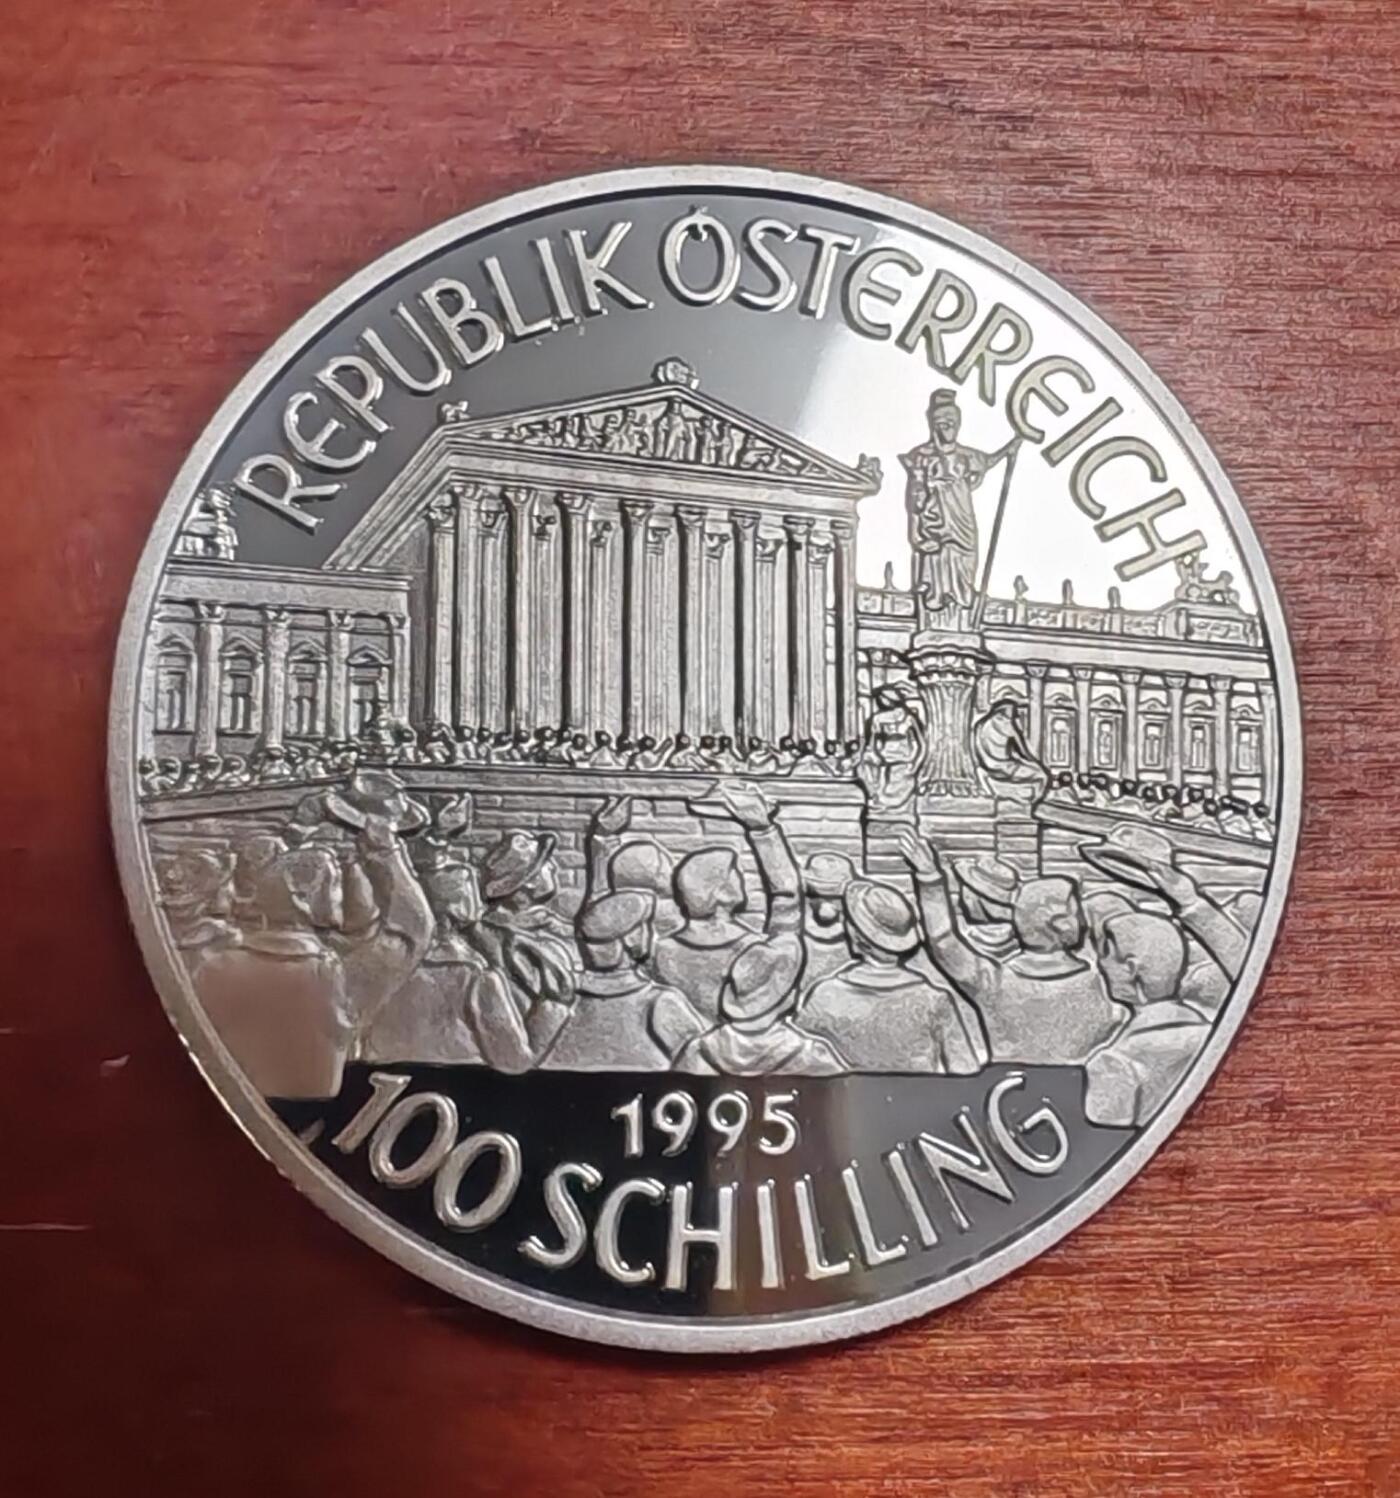 REPUBLIK ÖSTERREICH
1995
100 SCHILLING